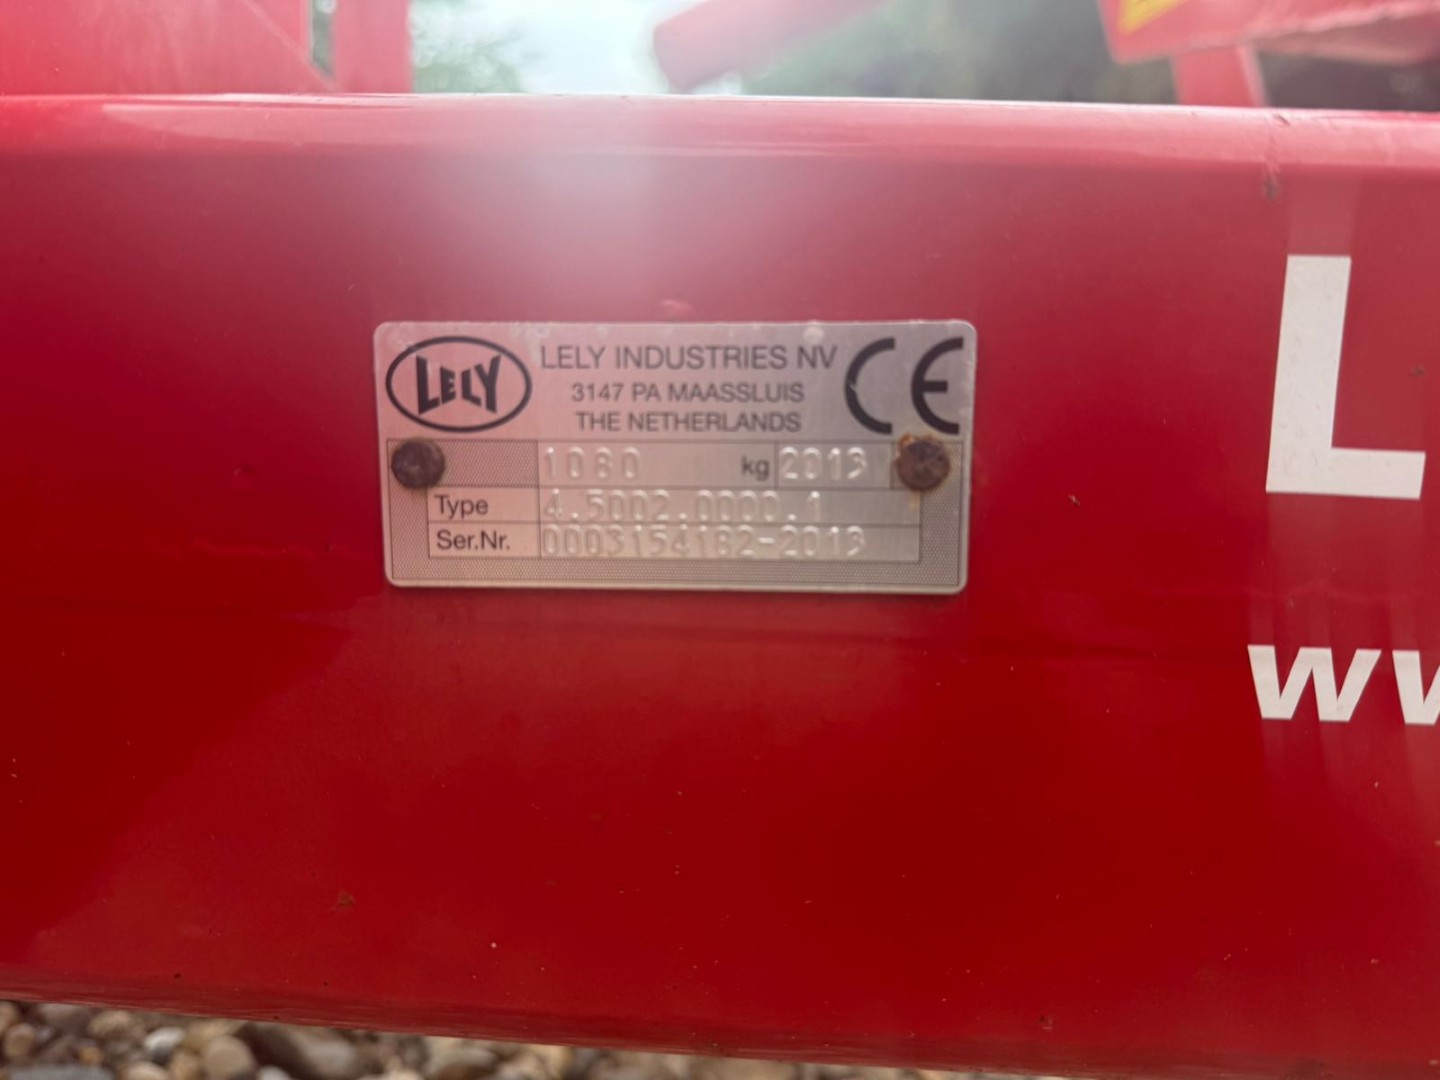 LELY
LELY INDUSTRIES NV
3147 PA MAASSLUIS
THE NETHERLANDS
CE
1080 kg 2013
Type 4.5002.0000.1
Ser.Nr. 0003154182-2013
L